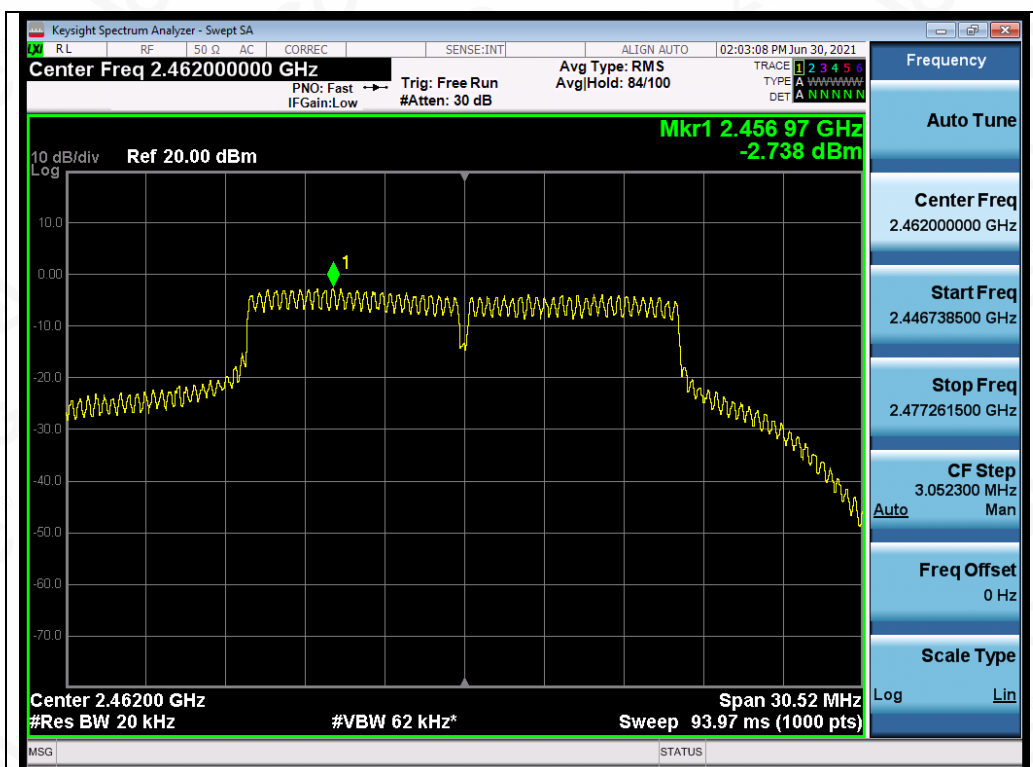 Keysight Spectrum Analyzer - Swept SA
LXI RL RF 50 Ω AC CORREC SENSE:INT ALIGN AUTO 02:03:08 PM Jun 30, 2021
Center Freq 2.462000000 GHz
PNO: Fast
IFGain:Low
Trig: Free Run
#Atten: 30 dB
Avg Type: RMS
Avg|Hold: 84/100
TRACE 1 2 3 4 5 6
TYPE A WWWWW
DET A N N N N N
Mkr1 2.456 97 GHz
-2.738 dBm
10 dB/div Ref 20.00 dBm
Log
10.0
0.00
-10.0
-20.0
-30.0
-40.0
-50.0
-60.0
-70.0
1
Center 2.46200 GHz Span 30.52 MHz
#Res BW 20 kHz #VBW 62 kHz* Sweep 93.97 ms (1000 pts)
MSG STATUS
Frequency
Auto Tune
Center Freq
2.462000000 GHz
Start Freq
2.446738500 GHz
Stop Freq
2.477261500 GHz
CF Step
3.052300 MHz
Auto Man
Freq Offset
0 Hz
Scale Type
Log Lin